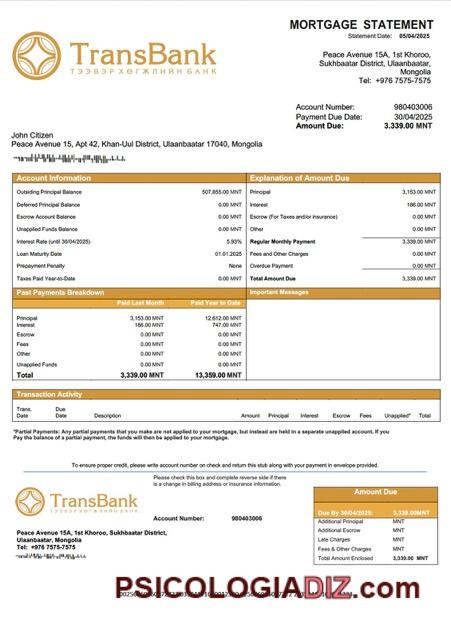 MORTGAGE STATEMENT
Statement Date: 05/04/2025
TransBank
ТЭЭВЭР ХӨГЖЛИЙН БАНК
Peace Avenue 15A, 1st Khoroo,
Sukhbaatar District, Ulaanbaatar,
Mongolia
Tel: +976 7575-7575
Account Number: 980403006
Payment Due Date: 30/04/2025
Amount Due: 3,339.00 MNT
John Citizen
Peace Avenue 15, Apt 42, Khan-Uul District, Ulaanbaatar 17040, Mongolia
Account Information
Outsiding Principal Balance 507,855.00 MNT
Deferred Principal Balance 0.00 MNT
Escrow Account Balance 0.00 MNT
Unapplied Funds Balance 0.00 MNT
Interest Rate (until 30/04/2025) 5.93%
Loan Maturity Date 01.01.2025
Prepayment Penalty None
Taxes Paid Year-to-Date 0.00 MNT
Explanation of Amount Due
Principal 3,153.00 MNT
Interest 186.00 MNT
Escrow (For Taxes and/or insurance) 0.00 MNT
Other 0.00 MNT
Regular Monthly Payment 3,339.00 MNT
Fees and Other Charges 0.00 MNT
Overdue Payment 0.00 MNT
Total Amount Due 3,339.00 MNT
Past Payments Breakdown
Paid Last Month Paid Year to Date
Principal 3,153.00 MNT 12,612.00 MNT
Interest 186.00 MNT 747.00 MNT
Escrow 0.00 MNT 0.00 MNT
Fees 0.00 MNT 0.00 MNT
Other 0.00 MNT 0.00 MNT
Unapplied Funds 0.00 MNT 0.00 MNT
Total 3,339.00 MNT 13,359.00 MNT
Important Messages
Transaction Activity
Trans. Date Due Date Description Amount Principal Interest Escrow Fees Unapplied* Total
*Partial Payments: Any partial payments that you make are not applied to your mortgage, but instead are held in a separate unapplied account. If you
Pay the balance of a partial payment, the funds will then be applied to your mortgage.
To ensure proper credit, please write account number on check and return this stub along with your payment in envelope provided.
Please check this box and complete reverse side if there
is a change in billing address or insurance information.
TransBank
ТЭЭВЭР ХӨГЖЛИЙН БАНК
Account Number: 980403006
Peace Avenue 15A, 1st Khoroo, Sukhbaatar District,
Ulaanbaatar, Mongolia
Tel: +976 7575-7575
Amount Due
Due By 30/04/2025: 3,339.00MNT
Additional Principal MNT
Additional Escrow MNT
Late Charges MNT
Fees & Other Charges MNT
Total Amount Enclosed 3,339.00 MNT
PSICOLOGIADIZ.com